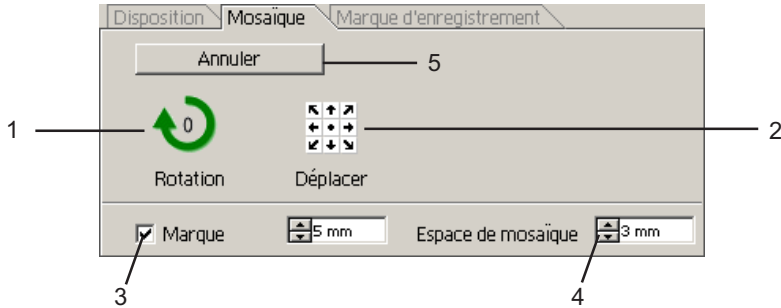 Disposition Mosaïque Marque d'enregistrement
Annuler 5
1 0 2
Rotation Déplacer
Marque 5 mm Espace de mosaïque 3 mm
3 4